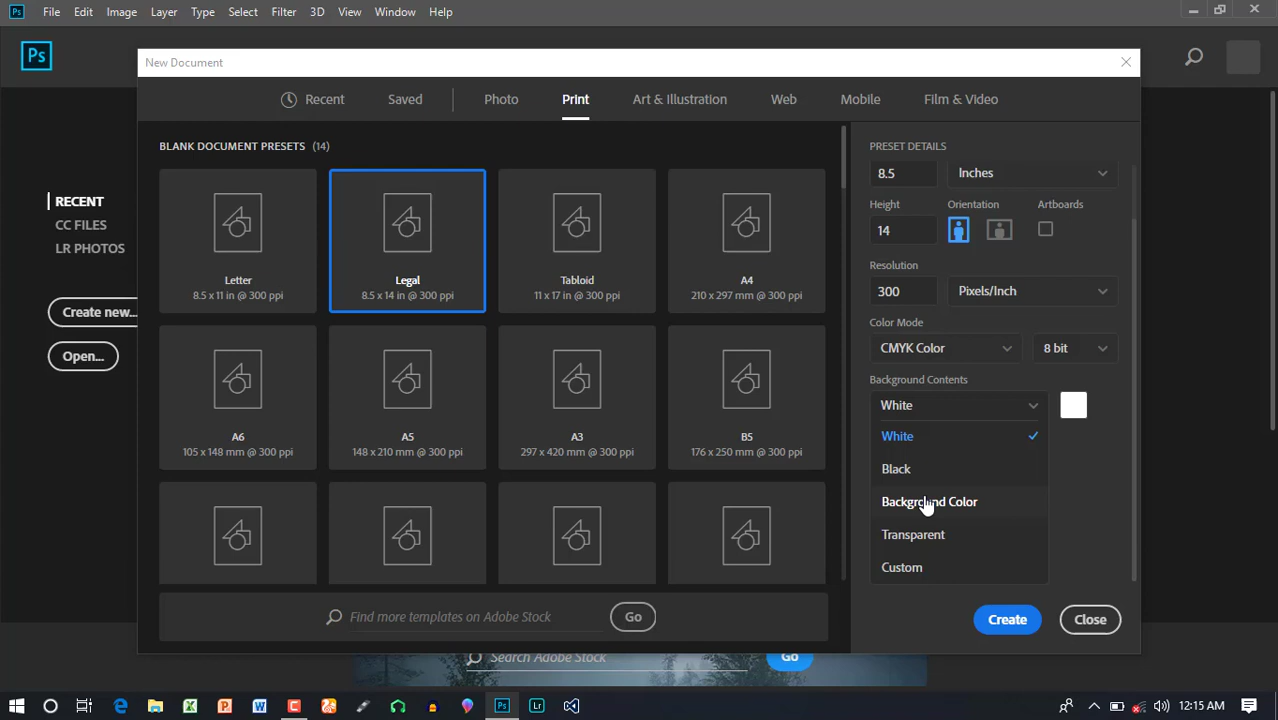 Ps File Edit Image Layer Type Select Filter 3D View Window Help
Ps
New Document
Recent Saved Photo Print Art & Illustration Web Mobile Film & Video
BLANK DOCUMENT PRESETS (14)
Letter
8.5 x 11 in @ 300 ppi
Legal
8.5 x 14 in @ 300 ppi
Tabloid
11 x 17 in @ 300 ppi
A4
210 x 297 mm @ 300 ppi
A6
105 x 148 mm @ 300 ppi
A5
148 x 210 mm @ 300 ppi
A3
297 x 420 mm @ 300 ppi
B5
176 x 250 mm @ 300 ppi
Find more templates on Adobe Stock Go
PRESET DETAILS
8.5 Inches
Height Orientation Artboards
14
Resolution
300 Pixels/Inch
Color Mode
CMYK Color 8 bit
Background Contents
White
White
Black
Background Color
Transparent
Custom
Create Close
RECENT
CC FILES
LR PHOTOS
Create new...
Open...
Search Adobe Stock Go
Ps Lr 12:15 AM